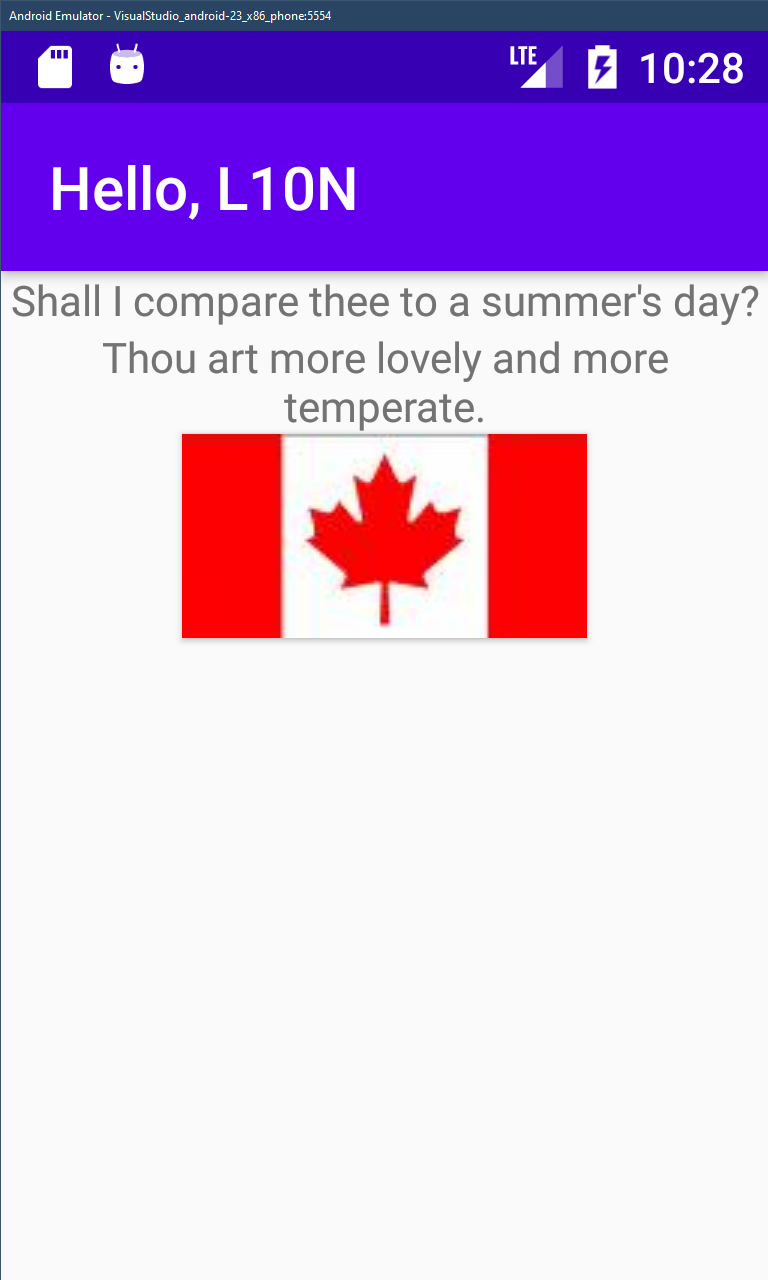 Android Emulator - VisualStudio_android-23_x86_phone:5554
LTE 10:28
Hello, L10N
Shall I compare thee to a summer's day?
Thou art more lovely and more
temperate.